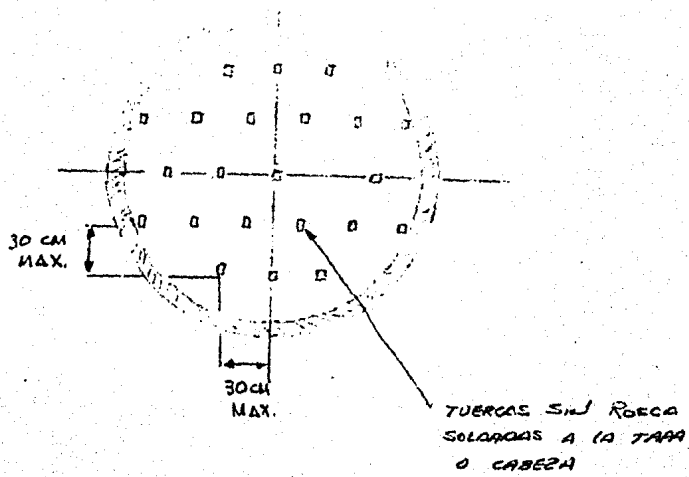 30 CM
MAX.
30 CM
MAX.
TUERCAS SIN ROSCA
SOLDADAS A LA TAPA
O CABEZA